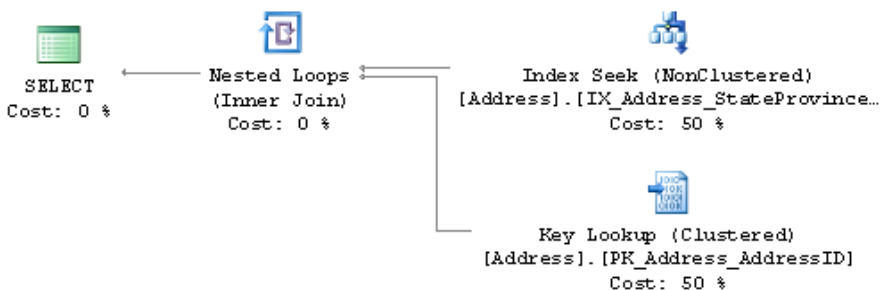 SELECT
Cost: 0 %
Nested Loops
(Inner Join)
Cost: 0 %
Index Seek (NonClustered)
[Address].[IX_Address_StateProvince…
Cost: 50 %
Key Lookup (Clustered)
[Address].[PK_Address_AddressID]
Cost: 50 %